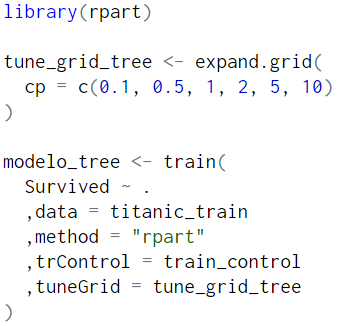 library(rpart)

tune_grid_tree <- expand.grid(
  cp = c(0.1, 0.5, 1, 2, 5, 10)
)

modelo_tree <- train(
  Survived ~ .
  ,data = titanic_train
  ,method = "rpart"
  ,trControl = train_control
  ,tuneGrid = tune_grid_tree
)